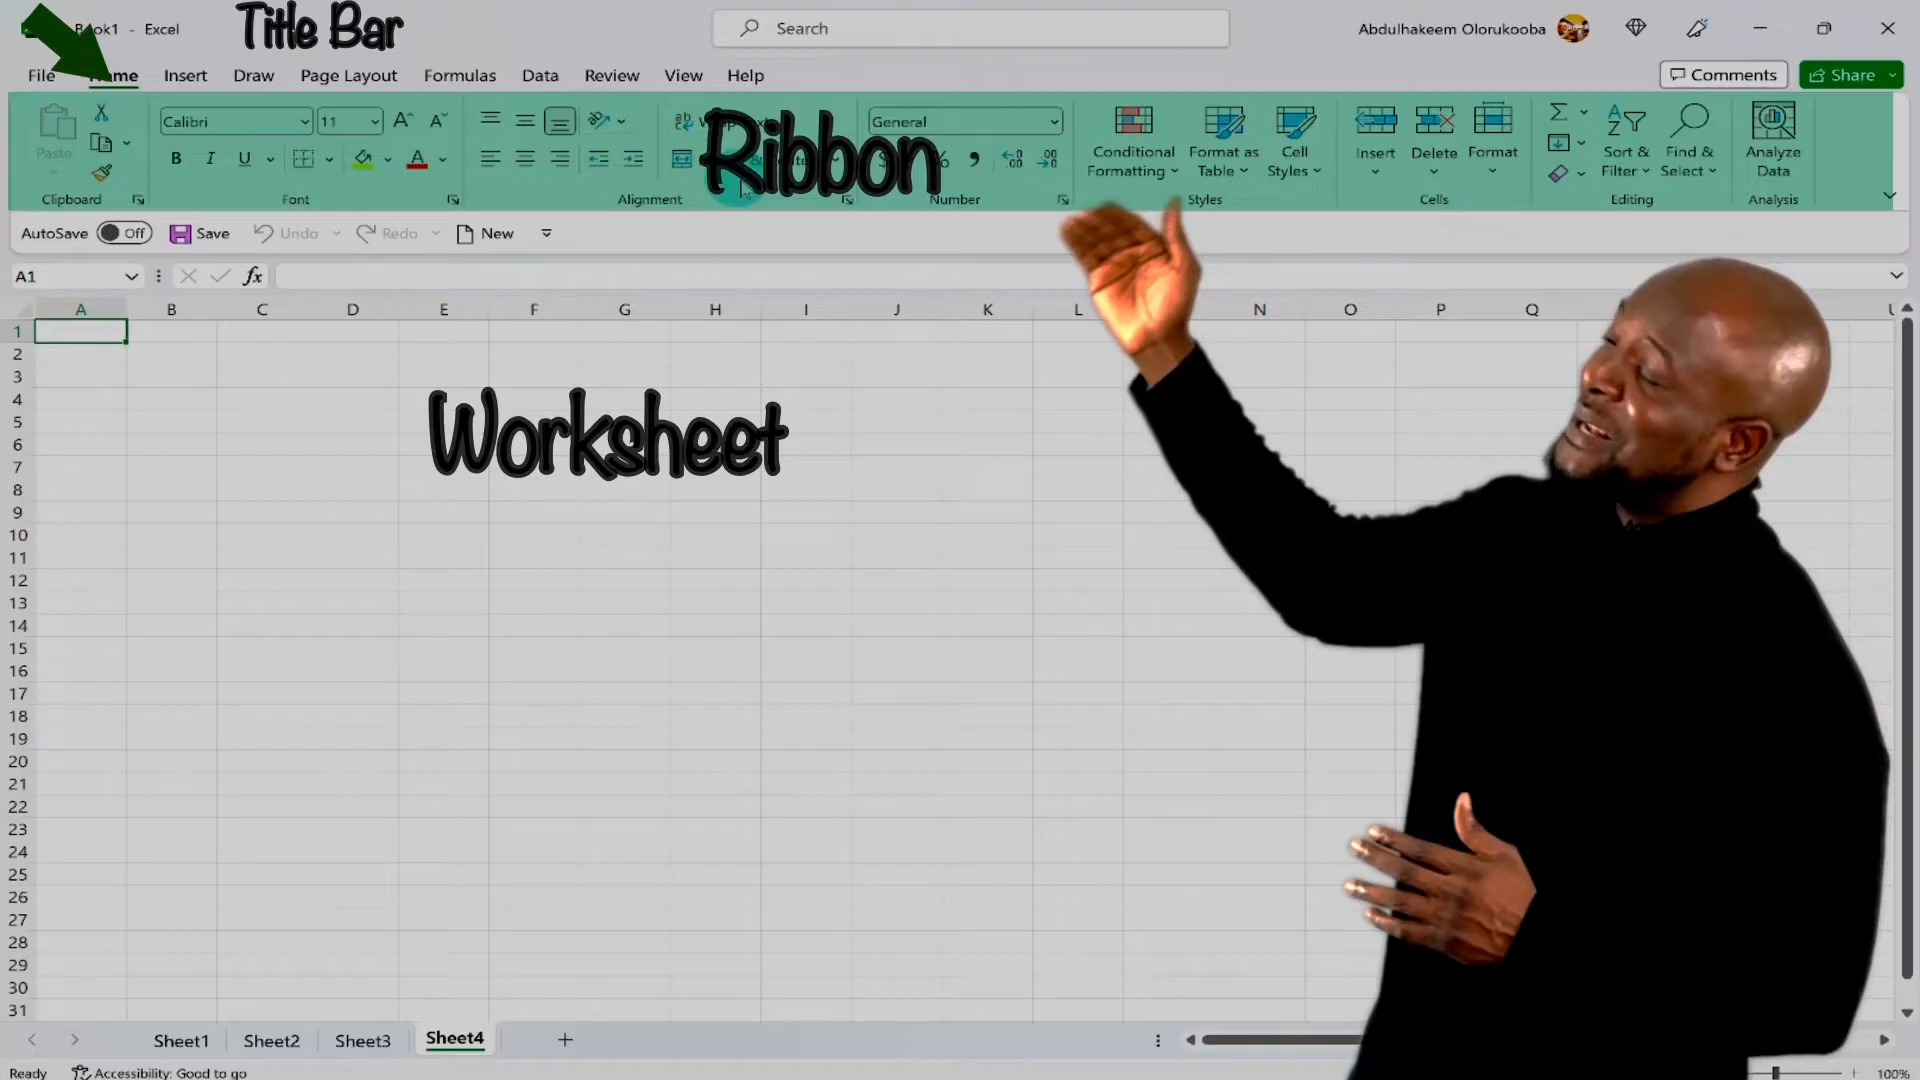 Book1 - Excel
Title Bar
Search
Abdulhakeem Olorukooba
File Home Insert Draw Page Layout Formulas Data Review View Help
Comments
Share
Ribbon
Paste
Calibri
11
General
B I U
Conditional
Formatting
Format as
Table
Cell
Styles
Insert
Delete
Format
Sort &
Filter
Find &
Select
Analyze
Data
Clipboard
Font
Alignment
Number
Styles
Cells
Editing
Analysis
AutoSave Off Save Undo Redo New
A1
fx
A B C D E F G H I J K L N O P Q
1
2
3
Worksheet
4
5
6
7
8
9
10
11
12
13
14
15
16
17
18
19
20
21
22
23
24
25
26
27
28
29
30
31
Sheet1 Sheet2 Sheet3 Sheet4
Ready
Accessibility: Good to go
100%